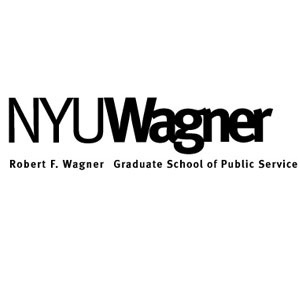 NYUWagner
Robert F. Wagner Graduate School of Public Service